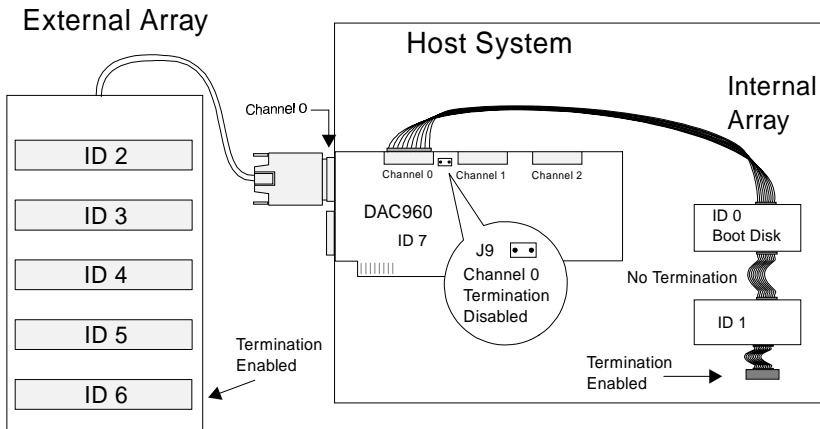 External Array
Host System
Internal
Array
Channel 0
ID 2
ID 3
ID 4
ID 5
ID 6
Termination
Enabled
Channel 0
Channel 1
Channel 2
DAC960
ID 7
J9
Channel 0
Termination
Disabled
ID 0
Boot Disk
No Termination
ID 1
Termination
Enabled